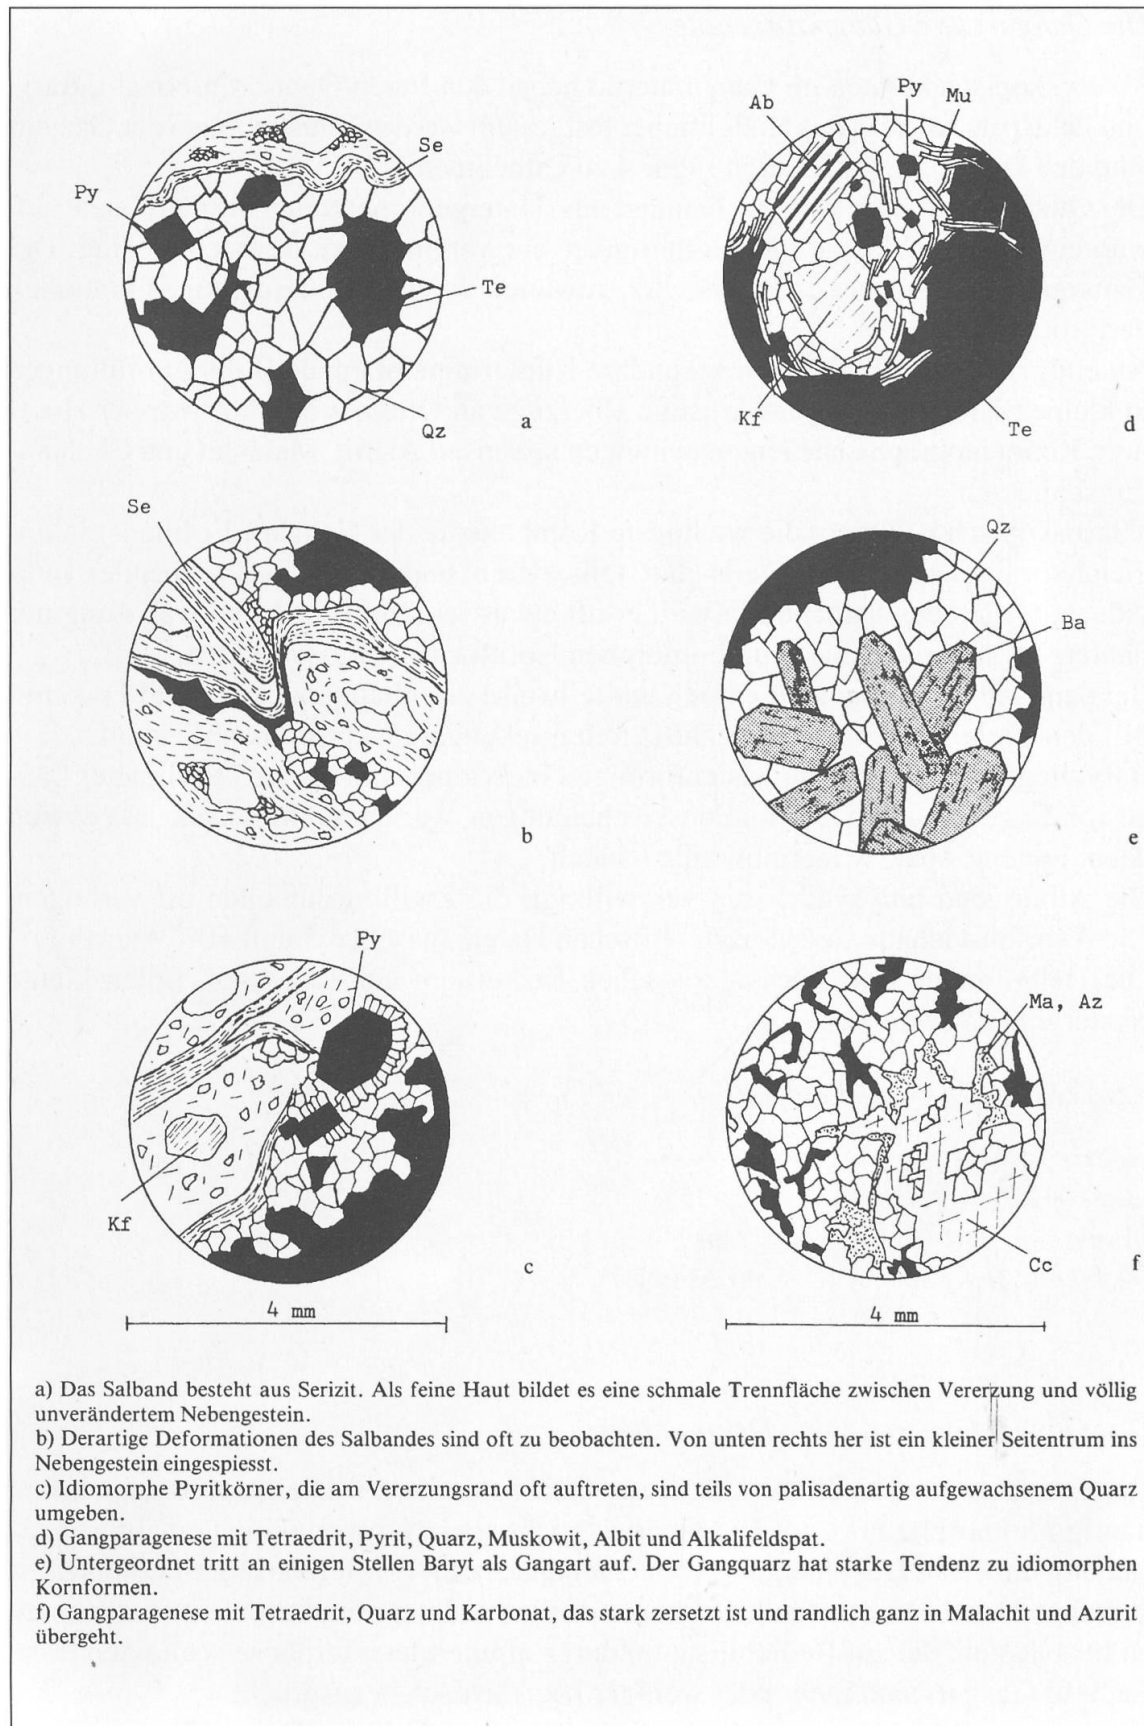 Ab
Py
Mu
Se
Py
Te
Qz
a
Kf
Te
d
Se
b
Qz
Ba
e
Py
Kf
c
Ma, Az
Cc
f
4 mm
4 mm
a) Das Salband besteht aus Serizit. Als feine Haut bildet es eine schmale Trennfläche zwischen Vererzung und völlig
unverändertem Nebengestein.
b) Derartige Deformationen des Salbandes sind oft zu beobachten. Von unten rechts her ist ein kleiner Seitentrum ins
Nebengestein eingespiesst.
c) Idiomorphe Pyritkörner, die am Vererzungsrand oft auftreten, sind teils von palisadenartig aufgewachsenem Quarz
umgeben.
d) Gangparagenese mit Tetraedrit, Pyrit, Quarz, Muskowit, Albit und Alkalifeldspat.
e) Untergeordnet tritt an einigen Stellen Baryt als Gangart auf. Der Gangquarz hat starke Tendenz zu idiomorphen
Kornformen.
f) Gangparagenese mit Tetraedrit, Quarz und Karbonat, das stark zersetzt ist und randlich ganz in Malachit und Azurit
übergeht.